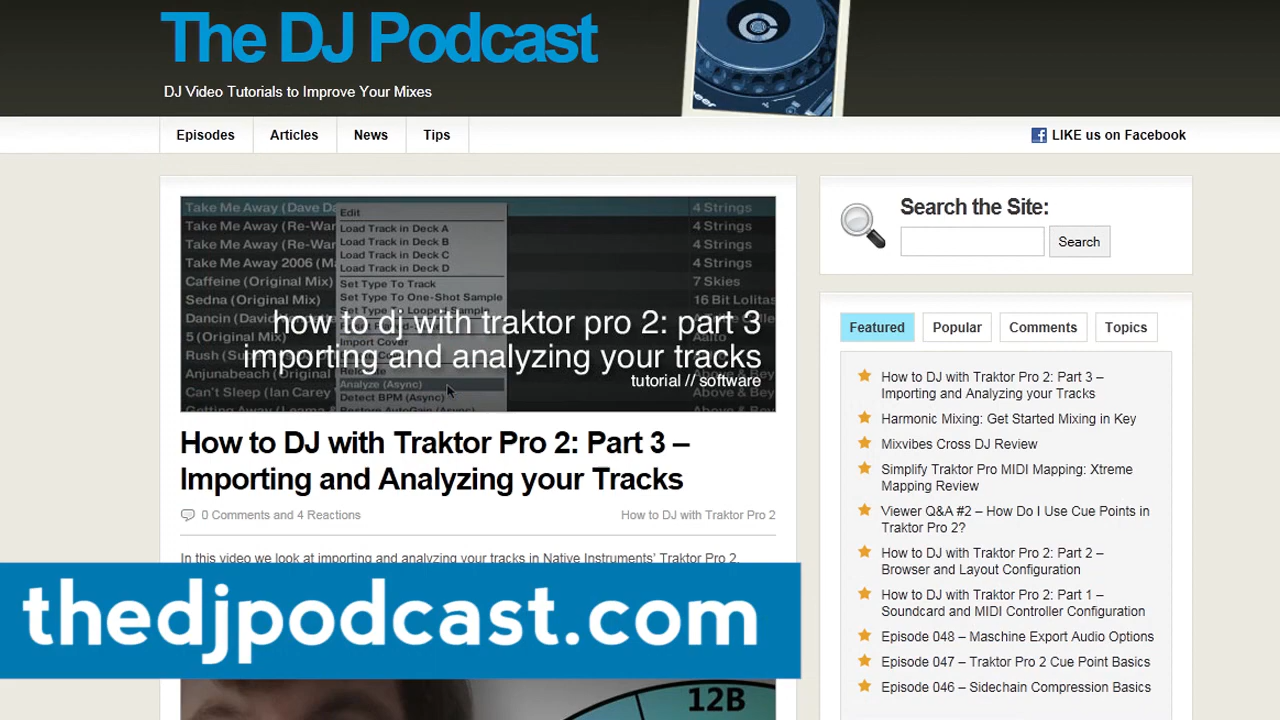 The DJ Podcast
DJ Video Tutorials to Improve Your Mixes
Episodes
Articles
News
Tips
LIKE us on Facebook
Take Me Away (Dave Da
4 Strings
Take Me Away (Re-War
4 Strings
Take Me Away (Re-War
4 Strings
Take Me Away 2006 (Ma
4 Strings
Caffeine (Original Mix)
7 Skies
Sedna (Original Mix)
16 Bit Lolitas
Edit
Load Track in Deck A
Load Track in Deck B
Load Track in Deck C
Load Track in Deck D
Set Type To Track
Set Type To One-Shot Sample
Set Type To Looped Sample
Import Cover
Analyze (Async)
Detect BPM (Async)
how to dj with traktor pro 2: part 3
importing and analyzing your tracks
tutorial // software
How to DJ with Traktor Pro 2: Part 3 –
Importing and Analyzing your Tracks
0 Comments and 4 Reactions
How to DJ with Traktor Pro 2
In this video we look at importing and analyzing your tracks in Native Instruments' Traktor Pro 2.
thedjpodcast.com
12B
Search the Site:
Search
Featured
Popular
Comments
Topics
How to DJ with Traktor Pro 2: Part 3 –
Importing and Analyzing your Tracks
Harmonic Mixing: Get Started Mixing in Key
Mixvibes Cross DJ Review
Simplify Traktor Pro MIDI Mapping: Xtreme
Mapping Review
Viewer Q&A #2 – How Do I Use Cue Points in
Traktor Pro 2?
How to DJ with Traktor Pro 2: Part 2 –
Browser and Layout Configuration
How to DJ with Traktor Pro 2: Part 1 –
Soundcard and MIDI Controller Configuration
Episode 048 – Maschine Export Audio Options
Episode 047 – Traktor Pro 2 Cue Point Basics
Episode 046 – Sidechain Compression Basics